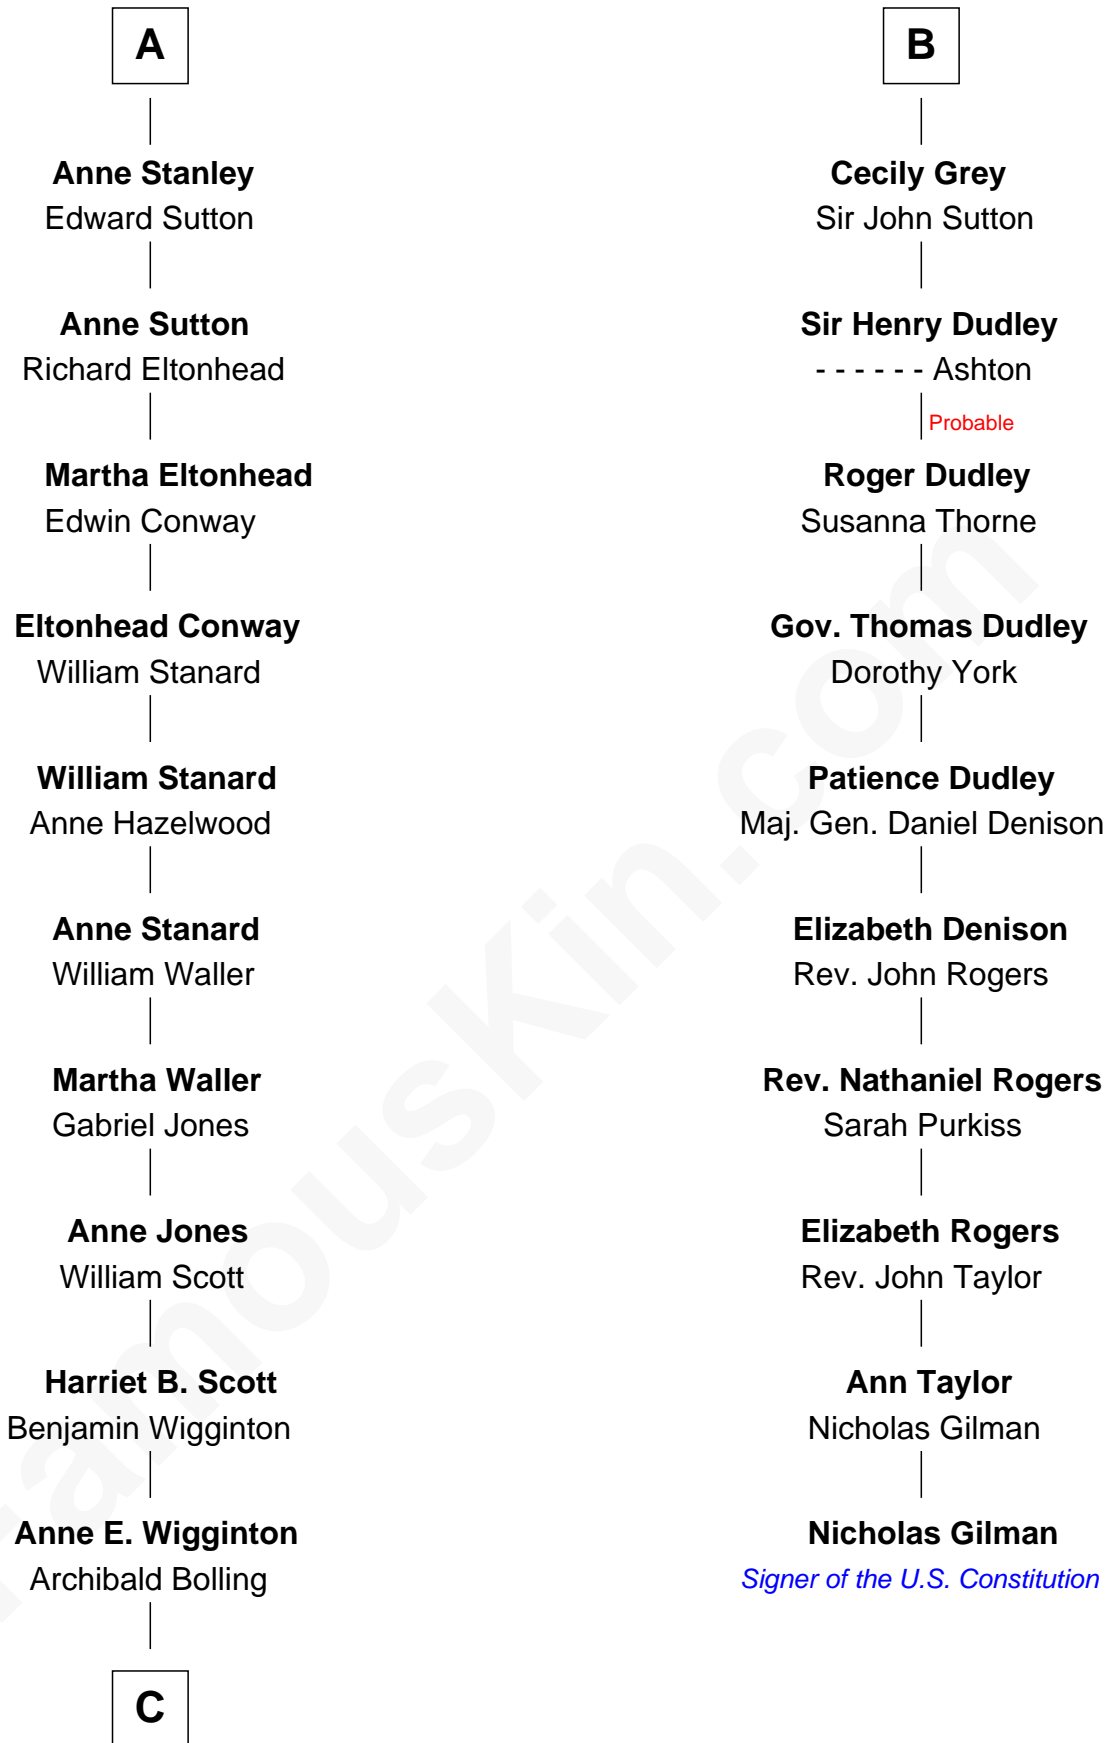 A
Anne Stanley
Edward Sutton
Anne Sutton
Richard Eltonhead
Martha Eltonhead
Edwin Conway
Eltonhead Conway
William Stanard
William Stanard
Anne Hazelwood
Anne Stanard
William Waller
Martha Waller
Gabriel Jones
Anne Jones
William Scott
Harriet B. Scott
Benjamin Wigginton
Anne E. Wigginton
Archibald Bolling
C
B
Cecily Grey
Sir John Sutton
Sir Henry Dudley
- - - - - - Ashton
Probable
Roger Dudley
Susanna Thorne
Gov. Thomas Dudley
Dorothy York
Patience Dudley
Maj. Gen. Daniel Denison
Elizabeth Denison
Rev. John Rogers
Rev. Nathaniel Rogers
Sarah Purkiss
Elizabeth Rogers
Rev. John Taylor
Ann Taylor
Nicholas Gilman
Nicholas Gilman
Signer of the U.S. Constitution
FamousKin.com